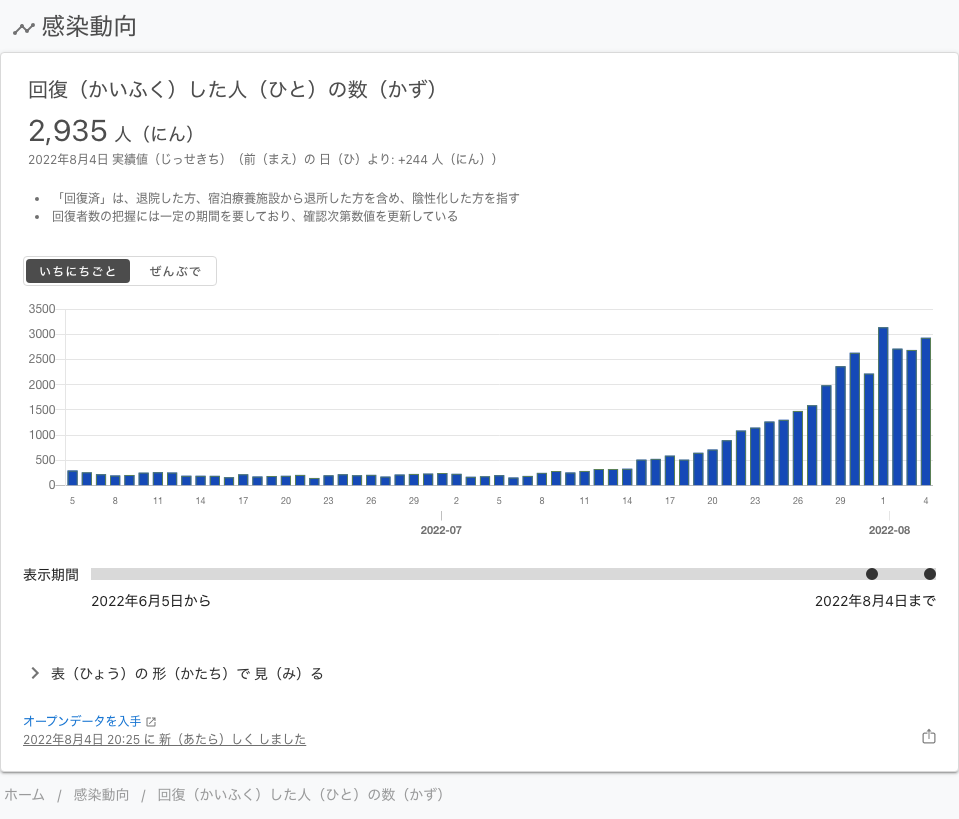 感染動向
回復（かいふく）した人（ひと）の数（かず）
2,935 人（にん）
2022年8月4日 実績値（じっせきち）（前（まえ）の 日（ひ）より: +244 人（にん））
• 「回復済」は、退院した方、宿泊療養施設から退所した方を含め、陰性化した方を指す
• 回復者数の把握には一定の期間を要しており、確認次第数値を更新している
いちにちごと ぜんぶで
3500
3000
2500
2000
1500
1000
500
0
5 8 11 14 17 20 23 26 29 2 5 8 11 14 17 20 23 26 29 1 4
2022-07 2022-08
表示期間
2022年6月5日から 2022年8月4日まで
表（ひょう）の 形（かたち）で 見（み）る
オープンデータを入手
2022年8月4日 20:25 に 新（あたら）しく しました
ホーム / 感染動向 / 回復（かいふく）した人（ひと）の数（かず）